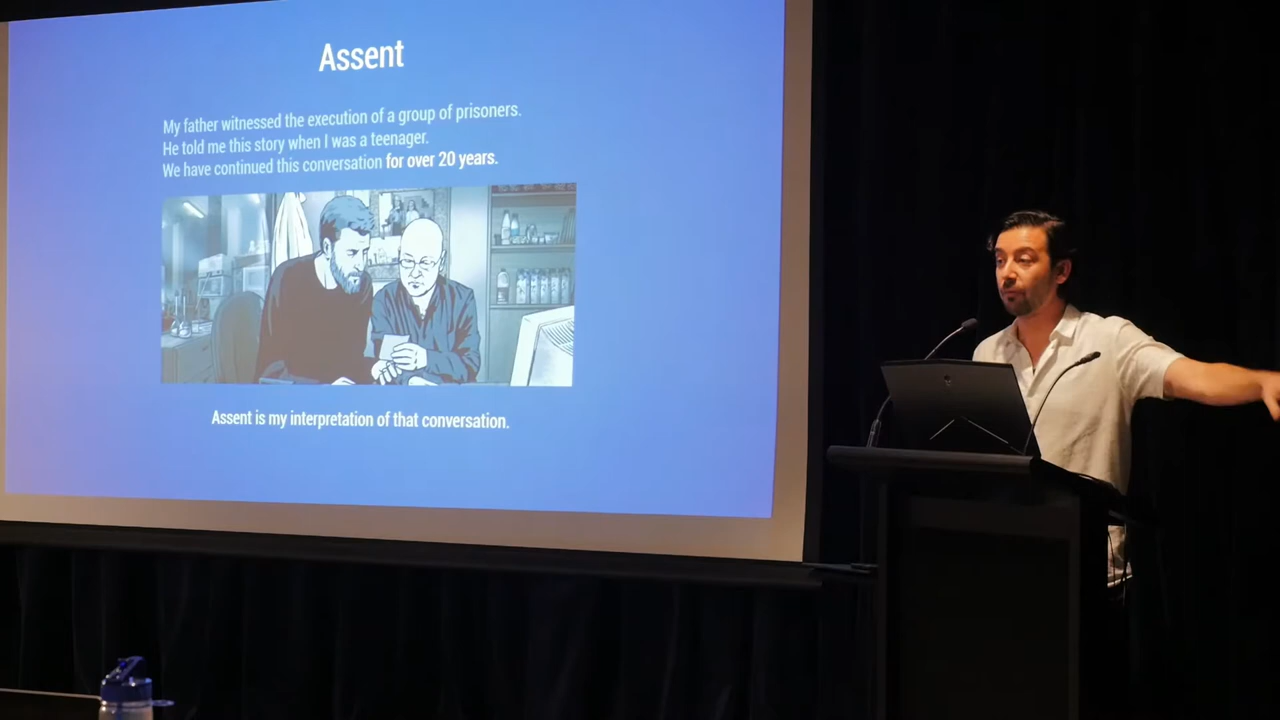 Assent
My father witnessed the execution of a group of prisoners.
He told me this story when I was a teenager.
We have continued this conversation for over 20 years.
Assent is my interpretation of that conversation.